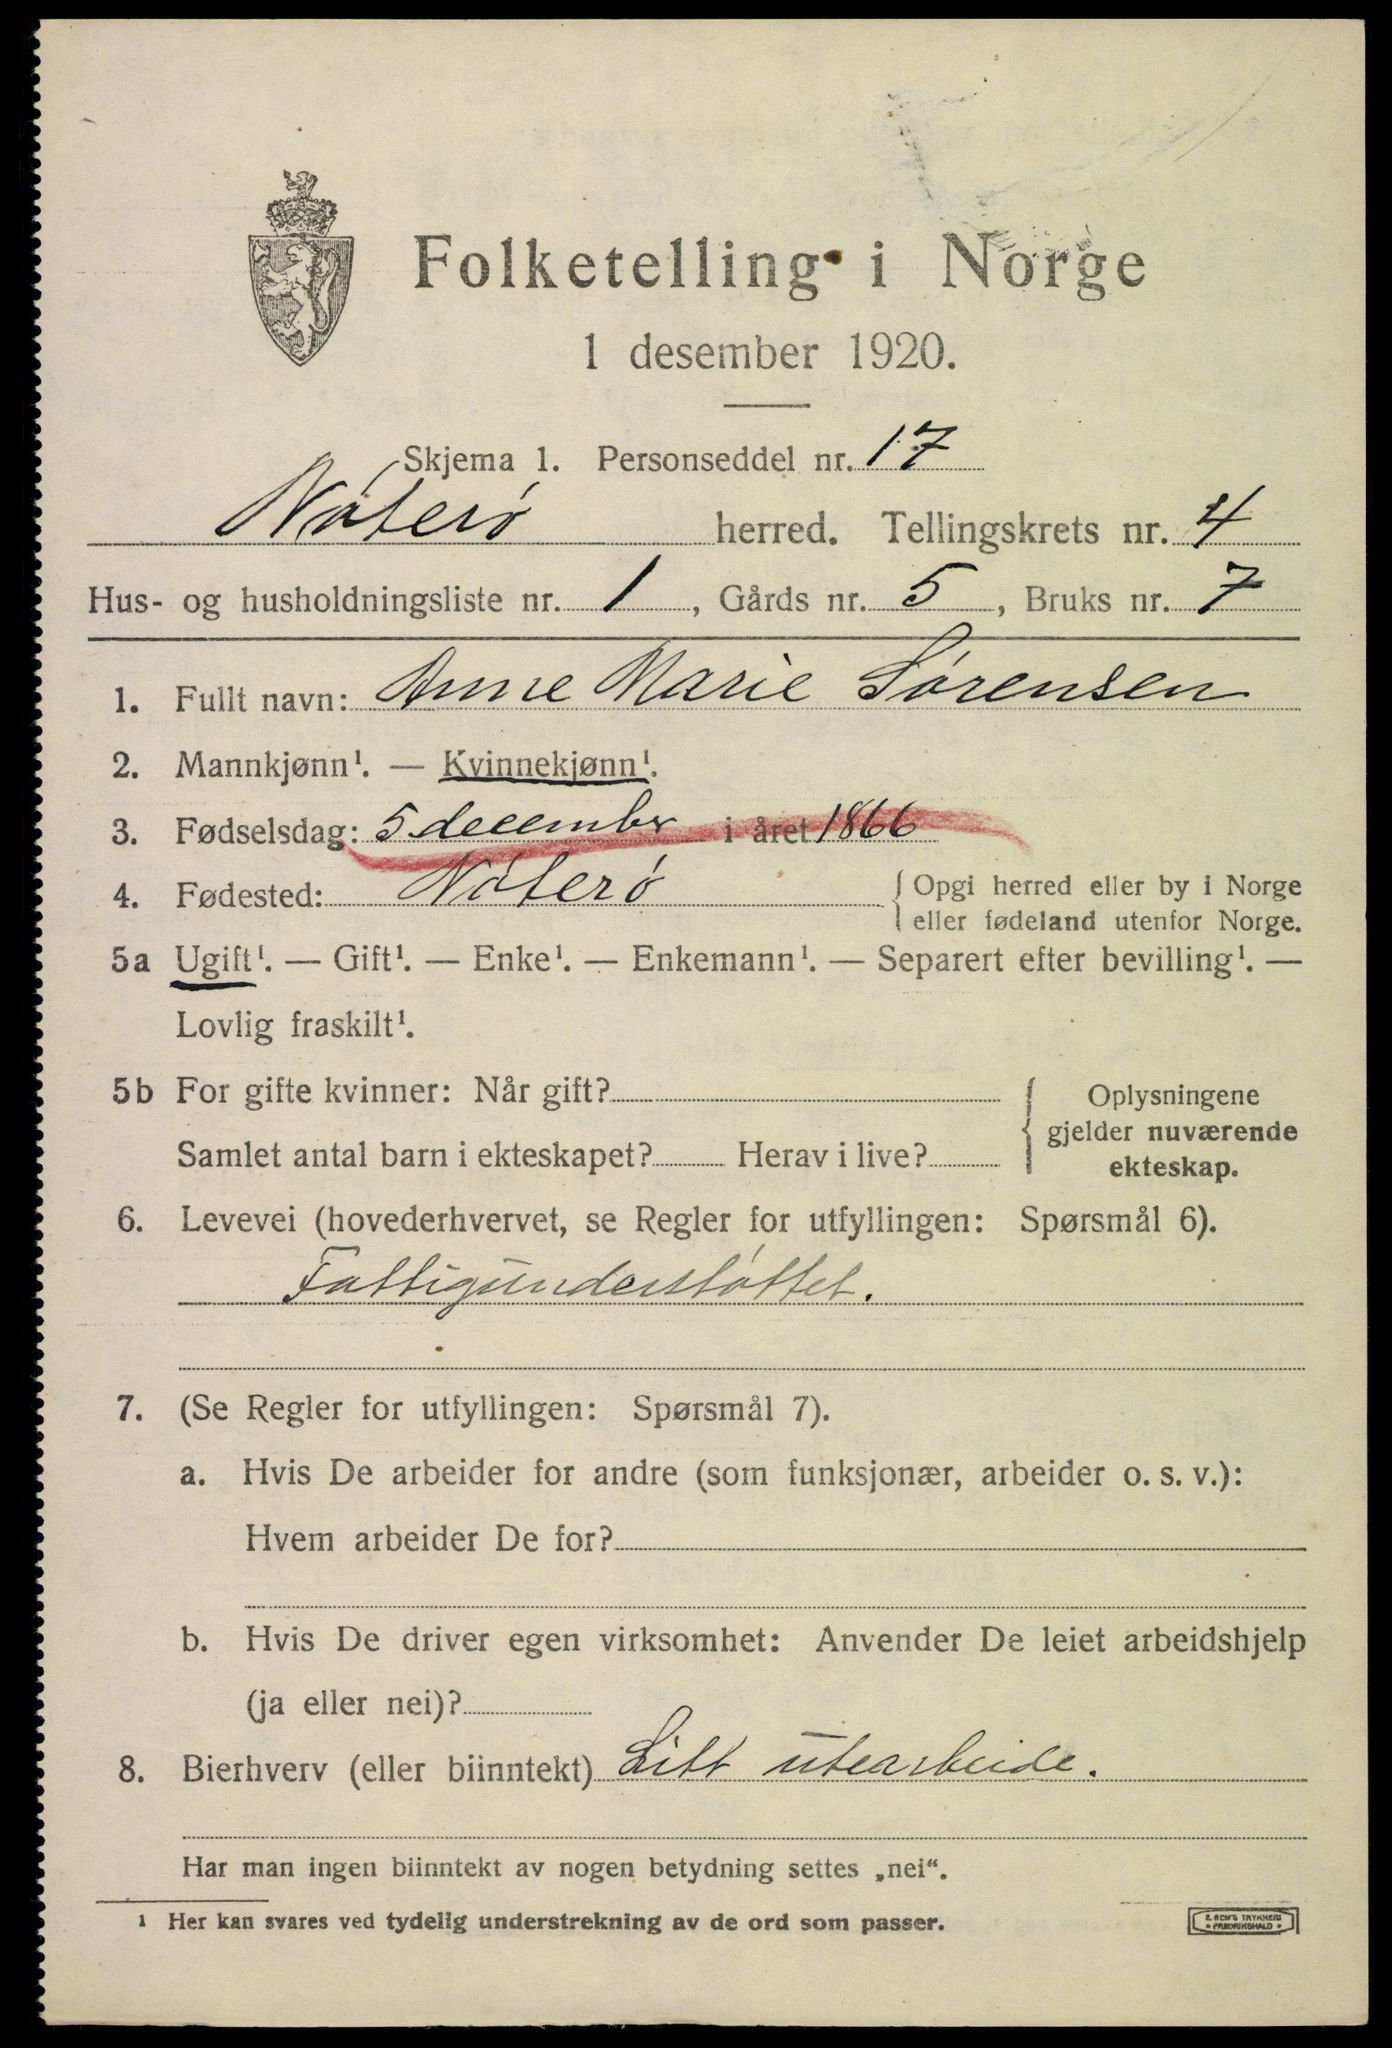 Folketelling i Norge
1 desember 1920.
Skjema 1. Personseddel nr. 17
Nøterø herred. Tellingskrets nr. 4
Hus- og husholdningsliste nr. 1, Gårds nr. 5, Bruks nr. 7
1. Fullt navn: Anne Marie Sørensen
2. Mannkjønn¹. — Kvinnekjønn¹.
3. Fødselsdag: 5 december i året 1866
4. Fødested: Nøterø { Opgi herred eller by i Norge
eller fødeland utenfor Norge.
5a Ugift¹. — Gift¹. — Enke¹. — Enkemann¹. — Separert efter bevilling¹. —
Lovlig fraskilt¹.
5b For gifte kvinner: Når gift? { Oplysningene
gjelder nuværende
Samlet antal barn i ekteskapet? Herav i live? ekteskap.
6. Levevei (hovederhvervet, se Regler for utfyllingen: Spørsmål 6).
Fattigunderstøttet.
7. (Se Regler for utfyllingen: Spørsmål 7).
a. Hvis De arbeider for andre (som funksjonær, arbeider o. s. v.):
Hvem arbeider De for?
b. Hvis De driver egen virksomhet: Anvender De leiet arbeidshjelp
(ja eller nei)?
8. Bierhverv (eller biinntekt) Litt utearbeide.
Har man ingen biinntekt av nogen betydning settes „nei“.
¹ Her kan svares ved tydelig understrekning av de ord som passer.
E. SEM'S TRYKKERI
• FREDRIKSHALD •